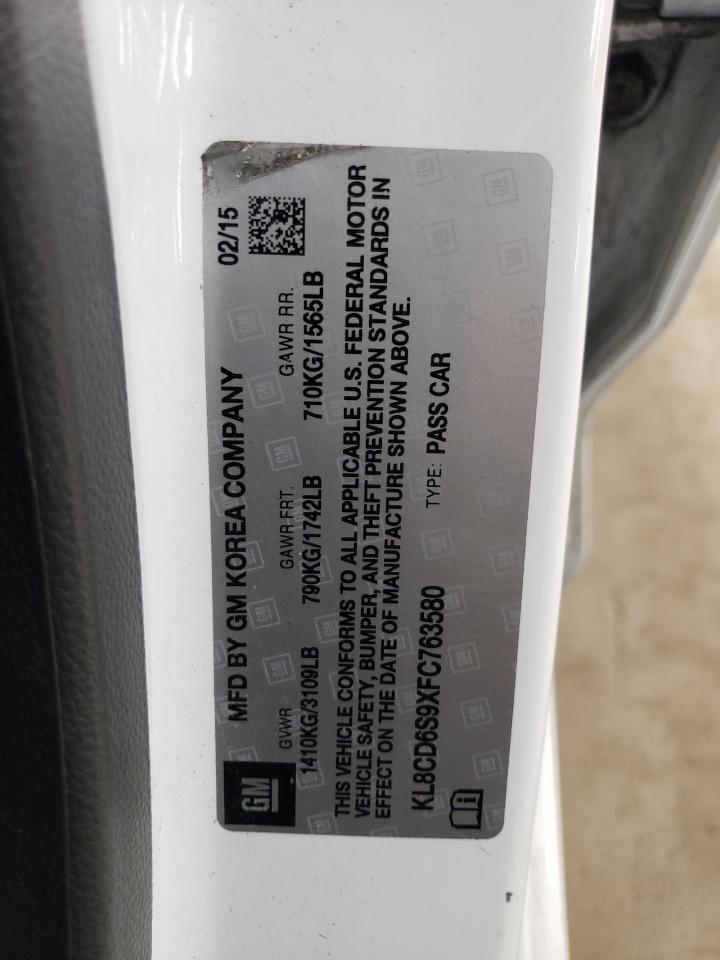 GM
MFD BY GM KOREA COMPANY 02/15
GVWR GAWR FRT. GAWR RR.
1410KG/3109LB 790KG/1742LB 710KG/1565LB
THIS VEHICLE CONFORMS TO ALL APPLICABLE U.S. FEDERAL MOTOR
VEHICLE SAFETY, BUMPER, AND THEFT PREVENTION STANDARDS IN
EFFECT ON THE DATE OF MANUFACTURE SHOWN ABOVE.
KL8CD6S9XFC763580 TYPE: PASS CAR